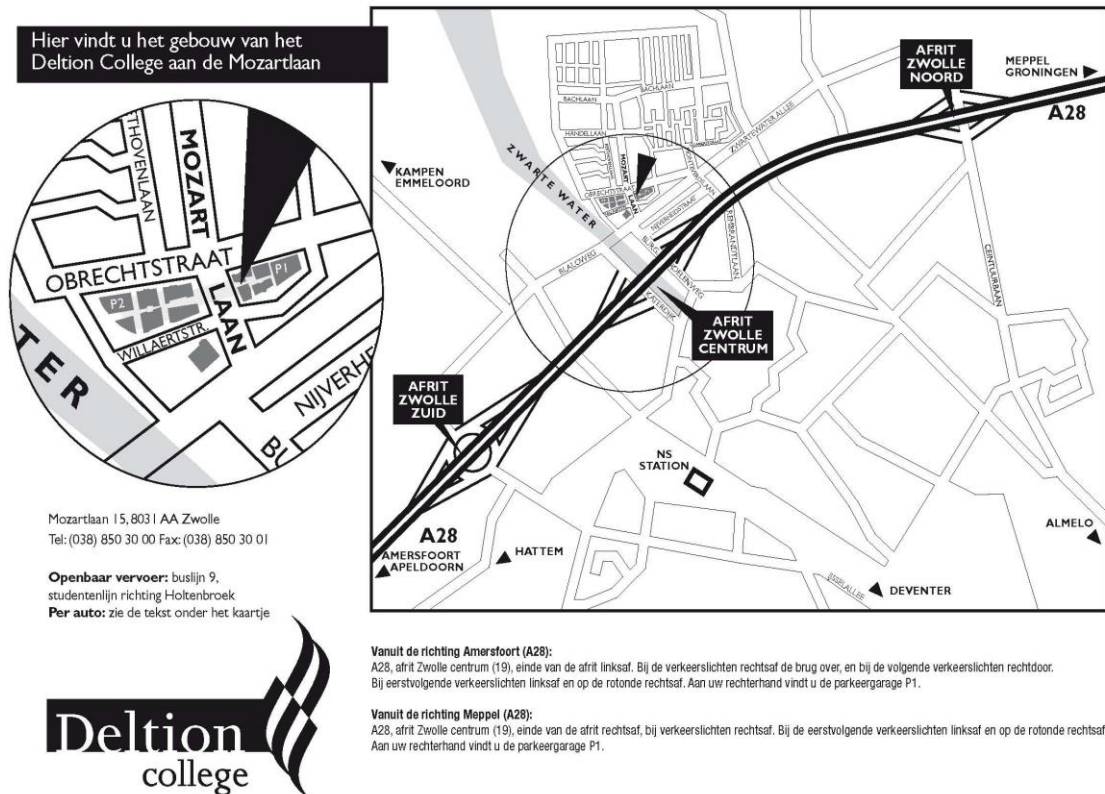 Hier vindt u het gebouw van het
Deltion College aan de Mozartlaan
MOZART
LAAN
OBRECHTSTRAAT
P1
P2
WILLAERTSTR.
TER
Mozartlaan 15, 8031 AA Zwolle
Tel: (038) 850 30 00 Fax: (038) 850 30 01
Openbaar vervoer: buslijn 9,
studentenlijn richting Holtenbroek
Per auto: zie de tekst onder het kaartje
Deltion
college
AFRIT
ZWOLLE
NOORD
MEPPEL
GRONINGEN
A28
KAMPEN
EMMELOORD
BACHLAAN
BACHLAAN
HÄNDELLAAN
ZWARTEWATER ALLEE
ZWARTE WATER
MOZART
LAAN
OBRECHTSTRAAT
NIJVERHEIDSTRAAT
REMBRANDTLAAN
CEINTUURBAAN
BLALOWEG
KATERDIJK
AFRIT
ZWOLLE
CENTRUM
AFRIT
ZWOLLE
ZUID
NS
STATION
A28
AMERSFOORT
APELDOORN
HATTEM
IJSSELALLEE
DEVENTER
ALMELO
Vanuit de richting Amersfoort (A28):
A28, afrit Zwolle centrum (19), einde van de afrit linksaf. Bij de verkeerslichten rechtsaf de brug over, en bij de volgende verkeerslichten rechtdoor.
Bij eerstvolgende verkeerslichten linksaf en op de rotonde rechtsaf. Aan uw rechterhand vindt u de parkeergarage P1.
Vanuit de richting Meppel (A28):
A28, afrit Zwolle centrum (19), einde van de afrit rechtsaf, bij verkeerslichten rechtsaf. Bij de eerstvolgende verkeerslichten linksaf en op de rotonde rechtsaf
Aan uw rechterhand vindt u de parkeergarage P1.